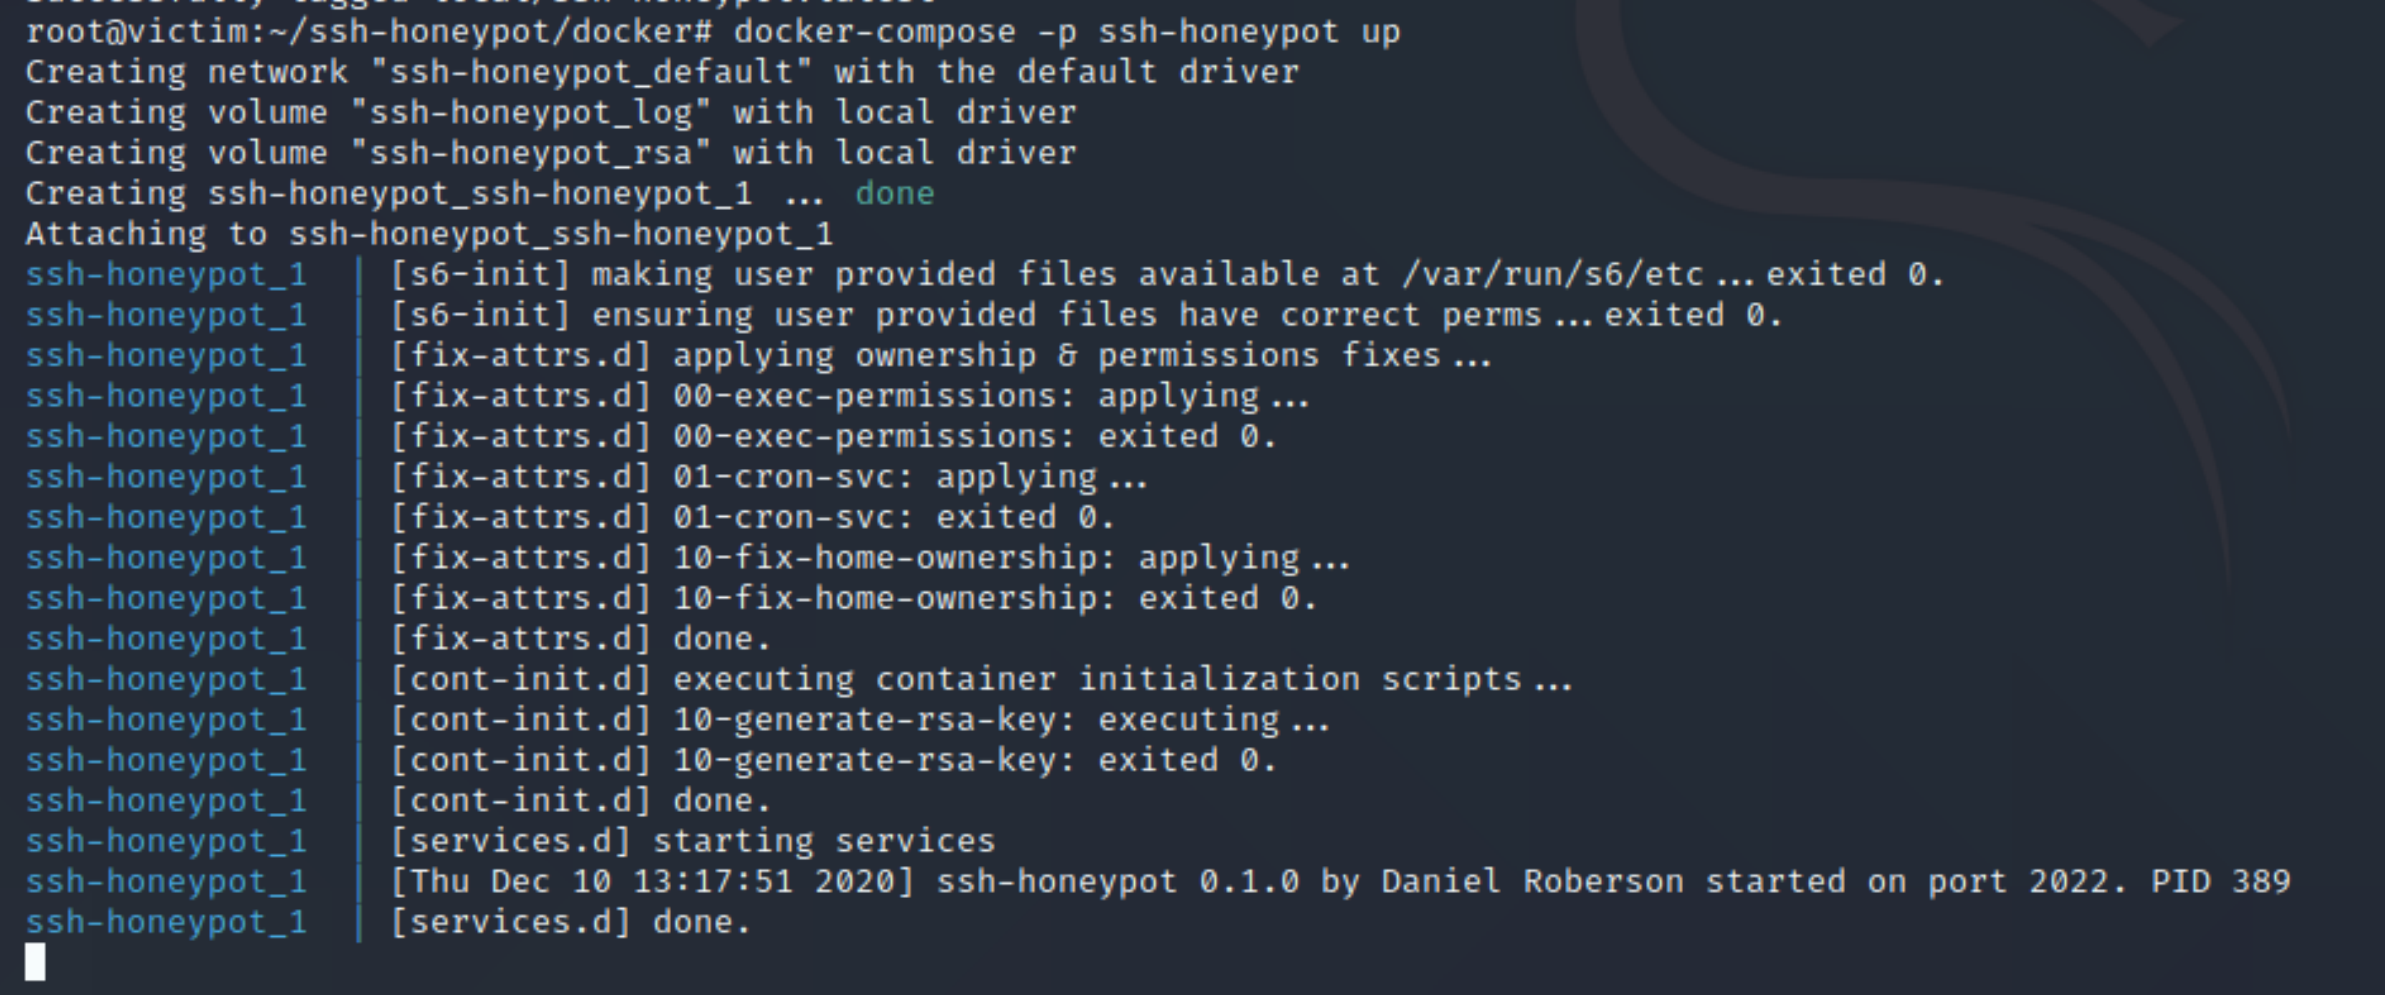 Successfully tagged local/ssh-honeypot:latest
root@victim:~/ssh-honeypot/docker# docker-compose -p ssh-honeypot up
Creating network "ssh-honeypot_default" with the default driver
Creating volume "ssh-honeypot_log" with local driver
Creating volume "ssh-honeypot_rsa" with local driver
Creating ssh-honeypot_ssh-honeypot_1 ... done
Attaching to ssh-honeypot_ssh-honeypot_1
ssh-honeypot_1 | [s6-init] making user provided files available at /var/run/s6/etc...exited 0.
ssh-honeypot_1 | [s6-init] ensuring user provided files have correct perms...exited 0.
ssh-honeypot_1 | [fix-attrs.d] applying ownership & permissions fixes...
ssh-honeypot_1 | [fix-attrs.d] 00-exec-permissions: applying...
ssh-honeypot_1 | [fix-attrs.d] 00-exec-permissions: exited 0.
ssh-honeypot_1 | [fix-attrs.d] 01-cron-svc: applying...
ssh-honeypot_1 | [fix-attrs.d] 01-cron-svc: exited 0.
ssh-honeypot_1 | [fix-attrs.d] 10-fix-home-ownership: applying...
ssh-honeypot_1 | [fix-attrs.d] 10-fix-home-ownership: exited 0.
ssh-honeypot_1 | [fix-attrs.d] done.
ssh-honeypot_1 | [cont-init.d] executing container initialization scripts...
ssh-honeypot_1 | [cont-init.d] 10-generate-rsa-key: executing...
ssh-honeypot_1 | [cont-init.d] 10-generate-rsa-key: exited 0.
ssh-honeypot_1 | [cont-init.d] done.
ssh-honeypot_1 | [services.d] starting services
ssh-honeypot_1 | [Thu Dec 10 13:17:51 2020] ssh-honeypot 0.1.0 by Daniel Roberson started on port 2022. PID 389
ssh-honeypot_1 | [services.d] done.